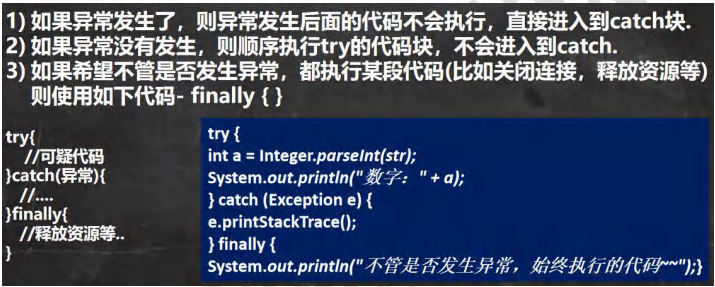 1) 如果异常发生了，则异常发生后面的代码不会执行，直接进入到catch块.
2) 如果异常没有发生，则顺序执行try的代码块，不会进入到catch.
3) 如果希望不管是否发生异常，都执行某段代码(比如关闭连接，释放资源等)
则使用如下代码- finally { }
try{
//可疑代码
}catch(异常){
//....
}finally{
//释放资源等..
}
try {
int a = Integer.parseInt(str);
System.out.println("数字：" + a);
} catch (Exception e) {
e.printStackTrace();
} finally {
System.out.println("不管是否发生异常，始终执行的代码~~");}